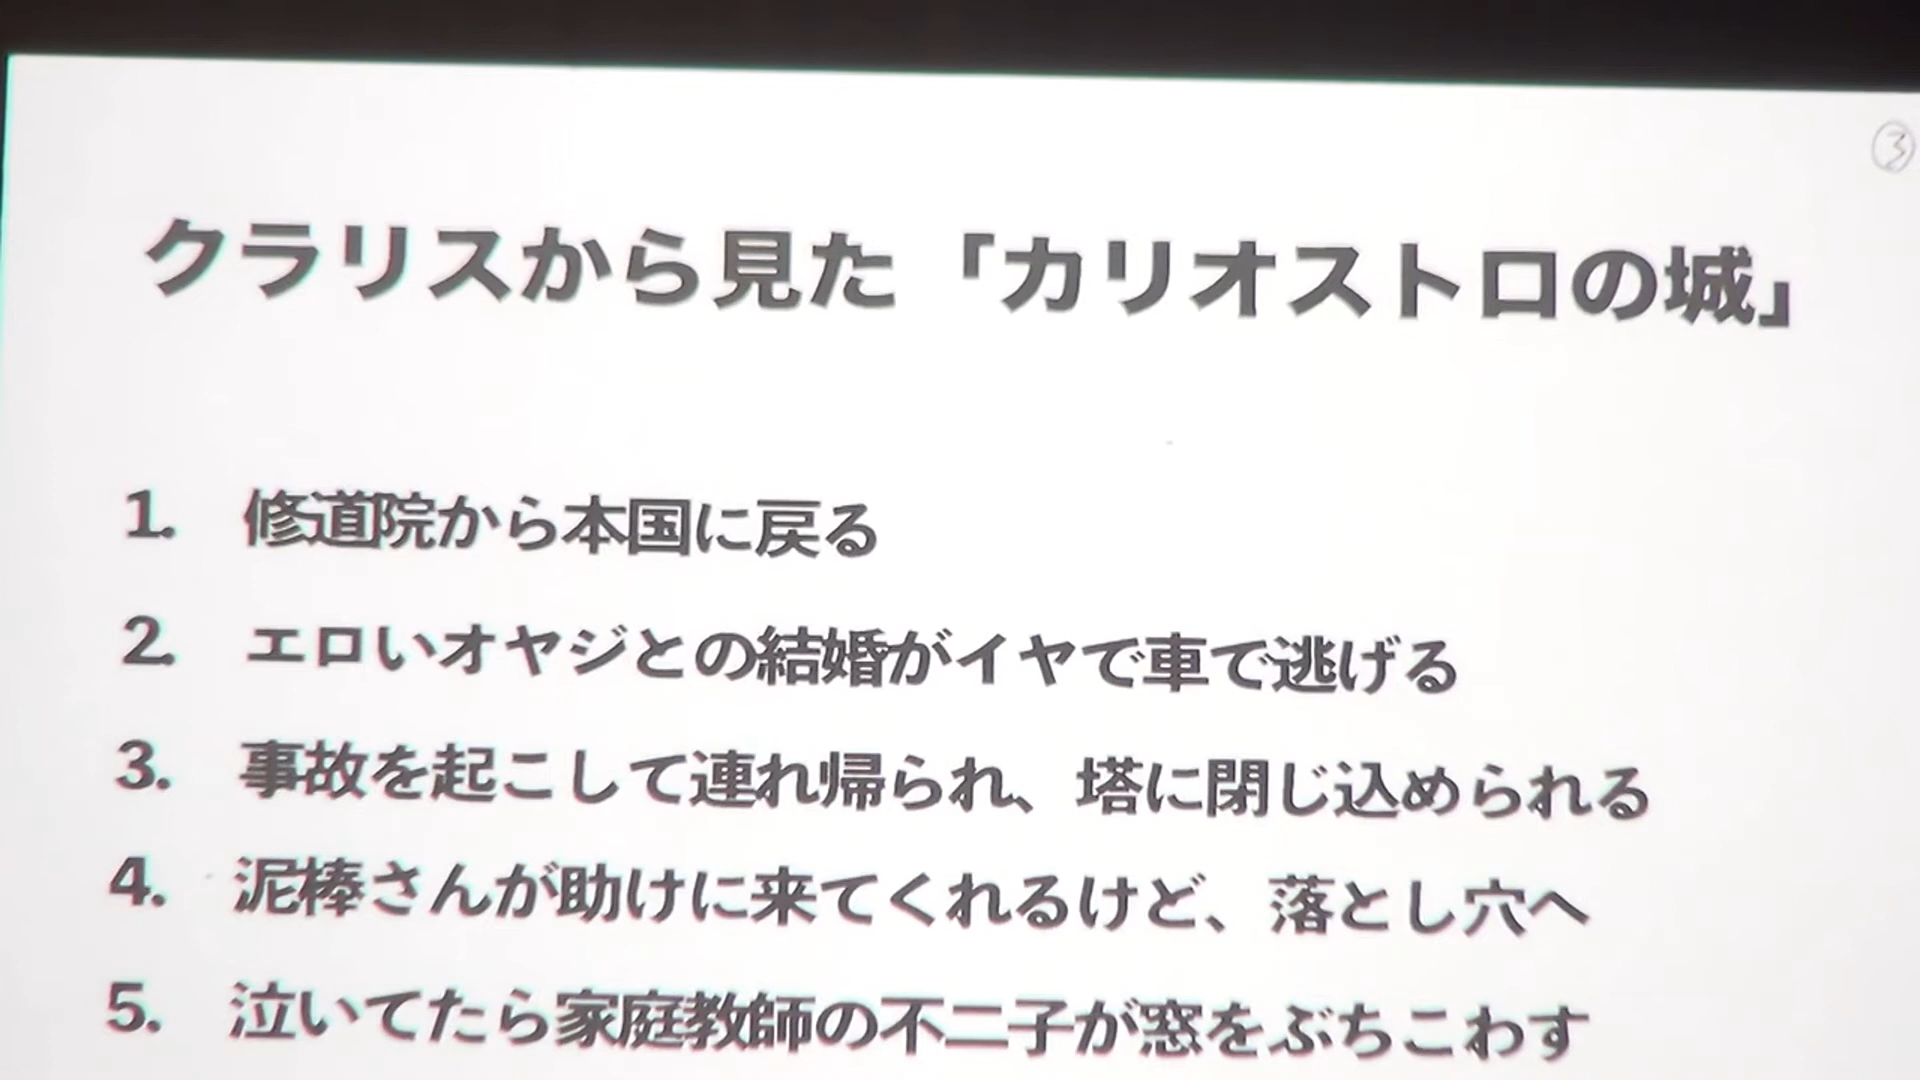 ③
クラリスから見た「カリオストロの城」
1. 修道院から本国に戻る
2. エロいオヤジとの結婚がイヤで車で逃げる
3. 事故を起こして連れ帰られ、塔に閉じ込められる
4. 泥棒さんが助けに来てくれるけど、落とし穴へ
5. 泣いてたら家庭教師の不二子が窓をぶちこわす